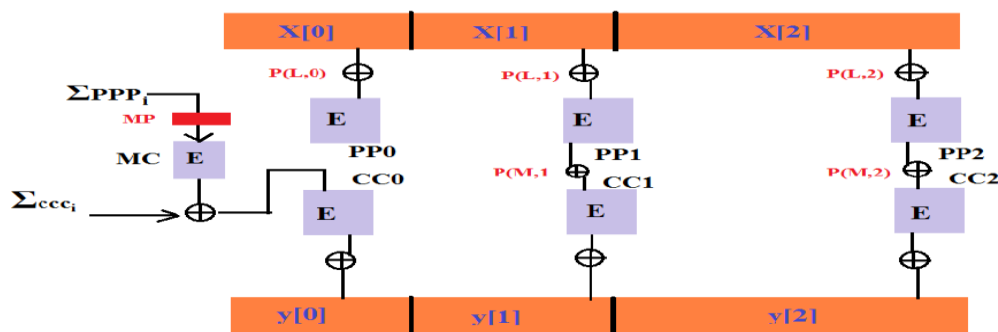 X[0] X[1] X[2]
P(L,0) P(L,1) P(L,2)
ΣPPPᵢ
MP
E E E
MC E
PP0 PP1 PP2
P(M,1 P(M,2)
CC0 CC1 CC2
Σcccᵢ
E E E
y[0] y[1] y[2]